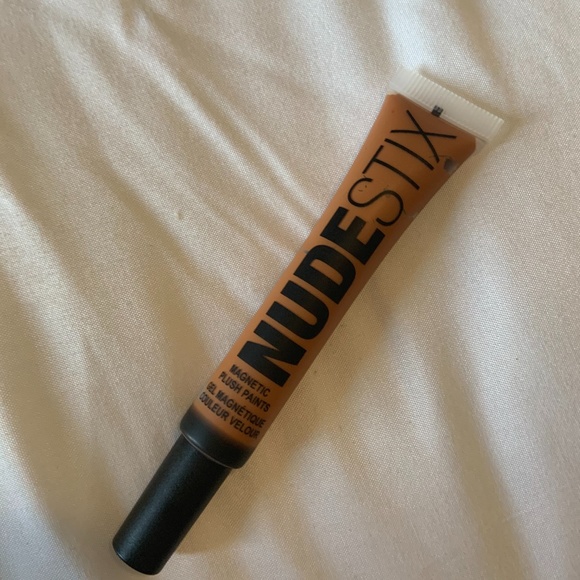 NUDESTIX
MAGNETIC
PLUSH PAINTS
GEL MAGNÉTIQUE
COULEUR VELOUR